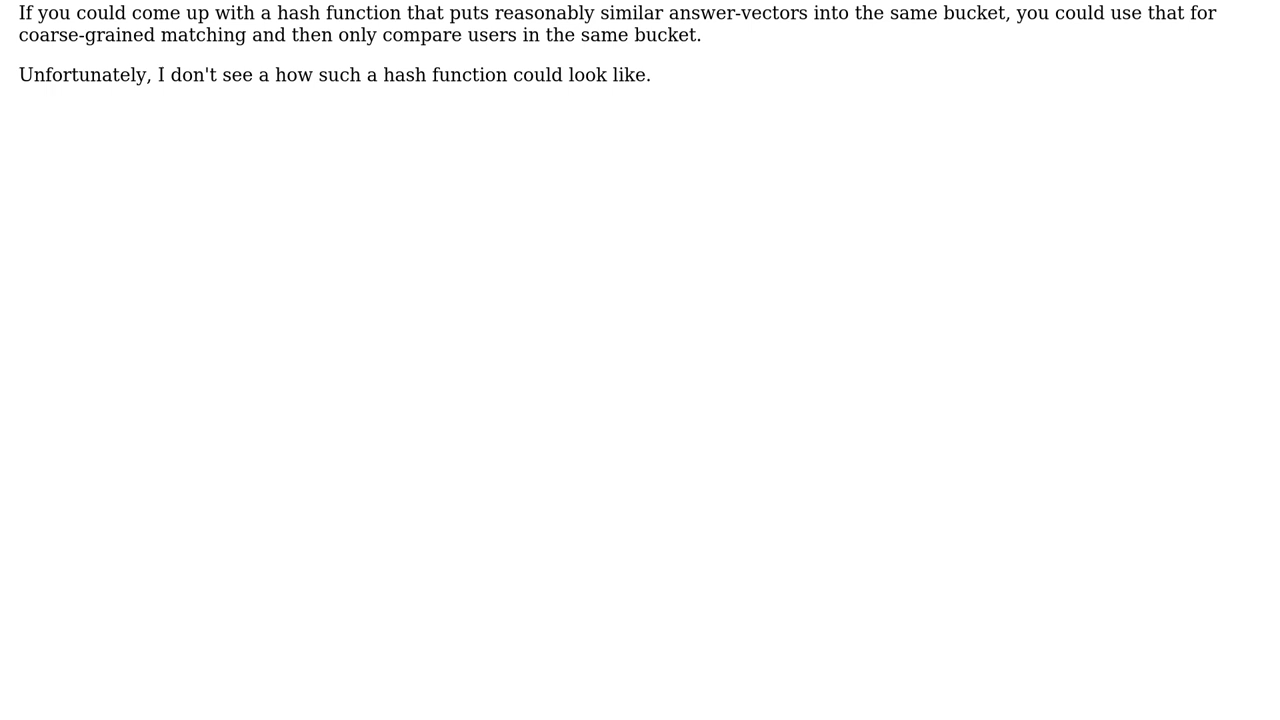 If you could come up with a hash function that puts reasonably similar answer-vectors into the same bucket, you could use that for
coarse-grained matching and then only compare users in the same bucket.
Unfortunately, I don't see a how such a hash function could look like.